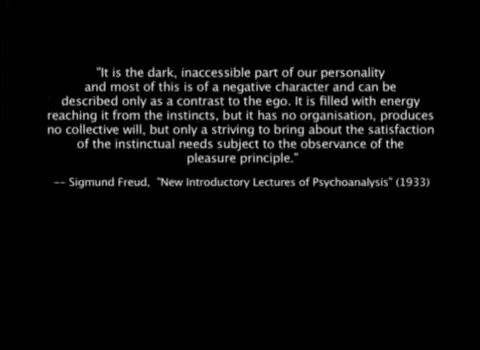 "It is the dark, inaccessible part of our personality
and most of this is of a negative character and can be
described only as a contrast to the ego. It is filled with energy
reaching it from the instincts, but it has no organisation, produces
no collective will, but only a striving to bring about the satisfaction
of the instinctual needs subject to the observance of the
pleasure principle."
-- Sigmund Freud, "New Introductory Lectures of Psychoanalysis" (1933)